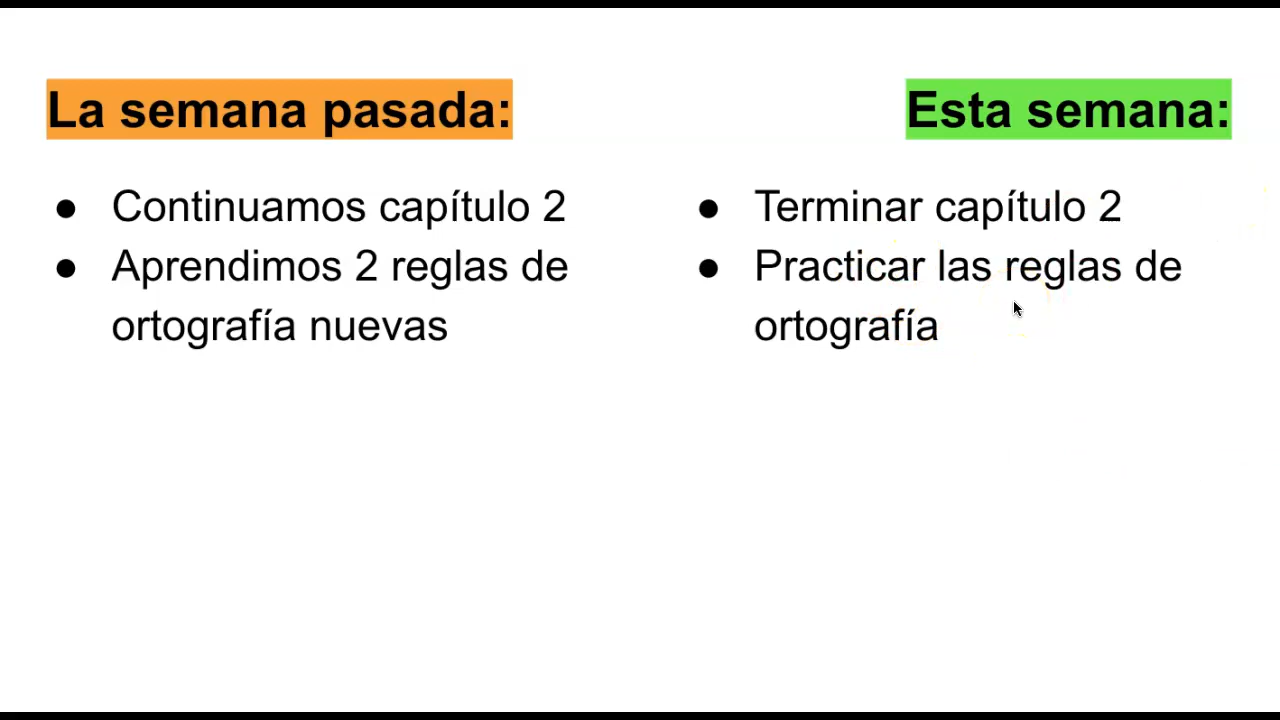 La semana pasada:
● Continuamos capítulo 2
● Aprendimos 2 reglas de
ortografía nuevas
Esta semana:
● Terminar capítulo 2
● Practicar las reglas de
ortografía